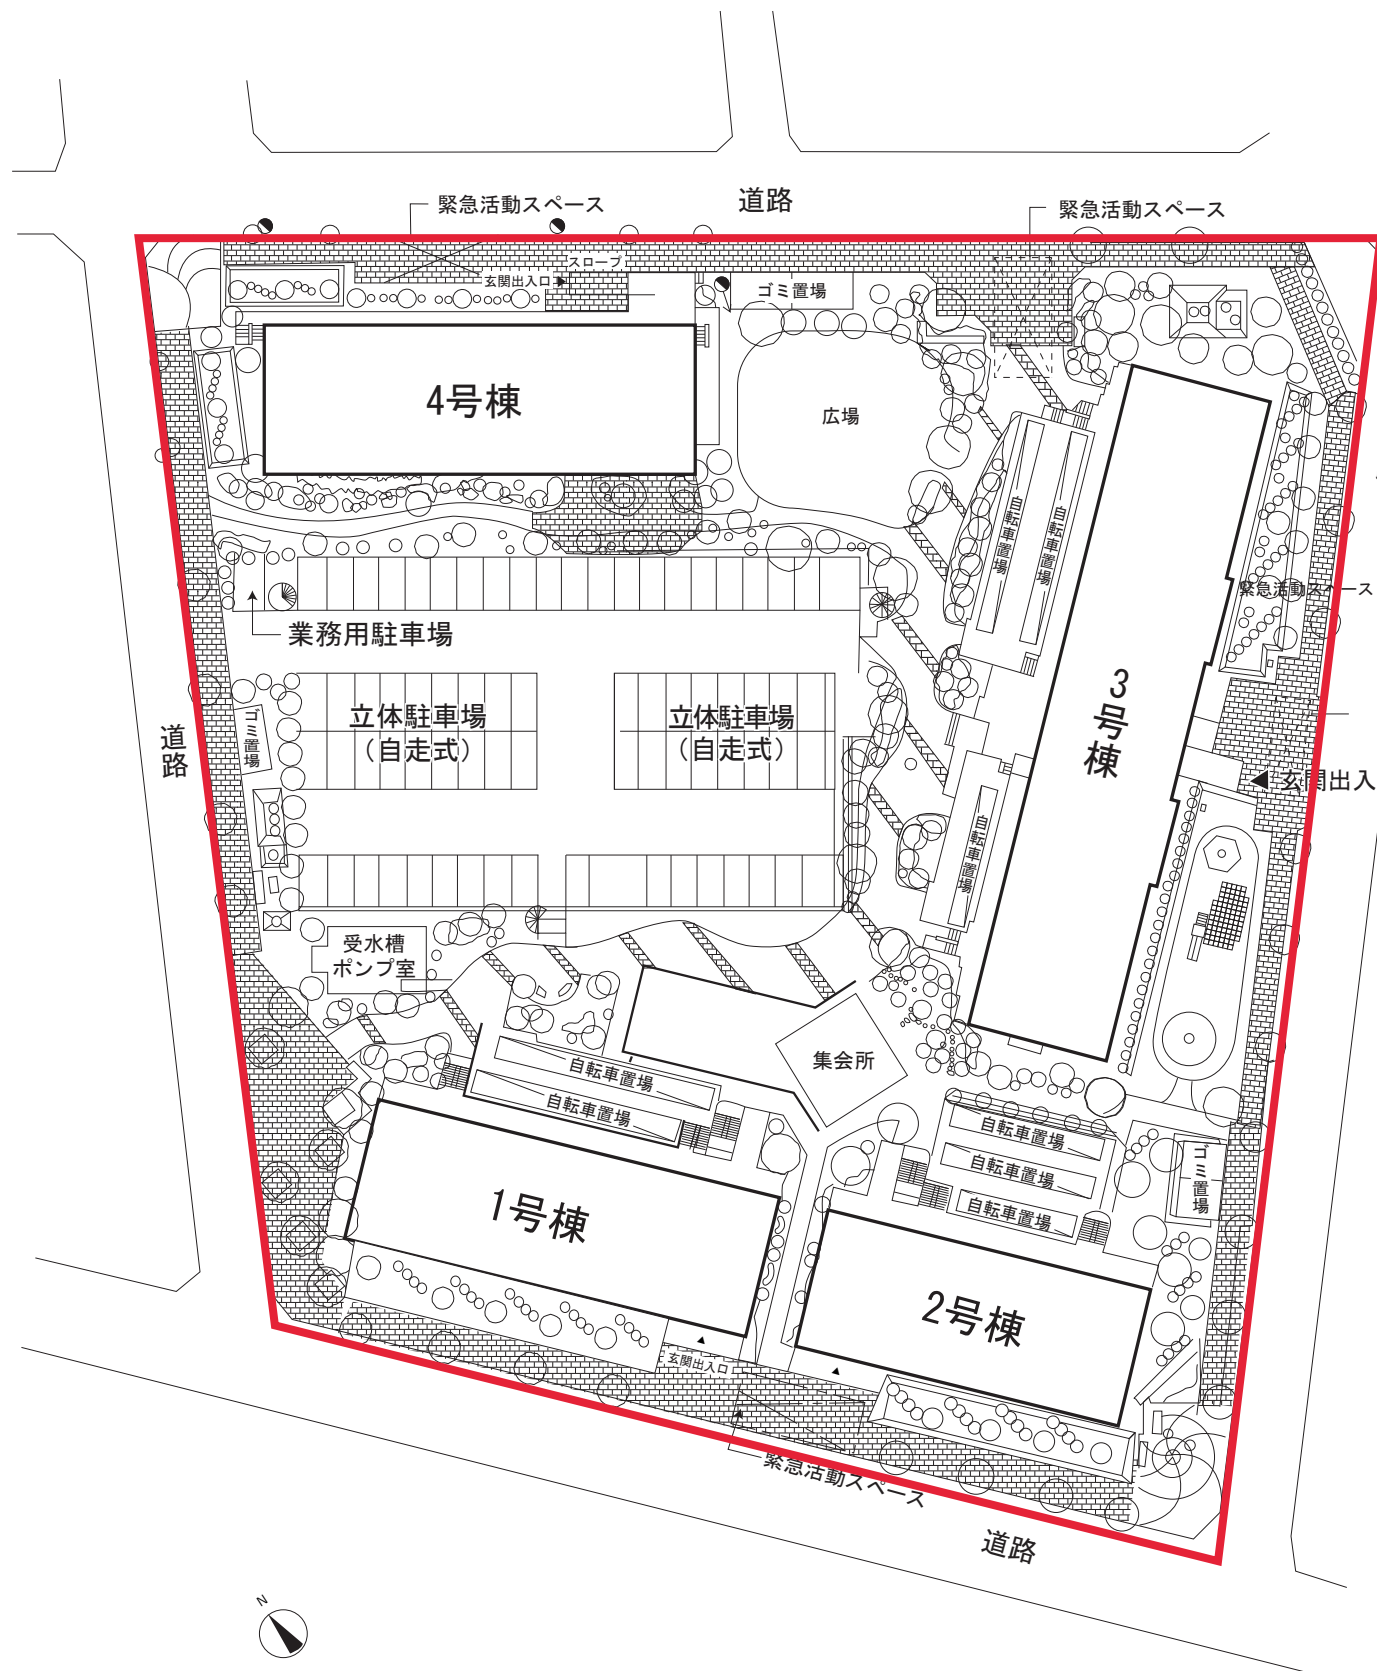 道路
緊急活動スペース
緊急活動スペース
スロープ
玄関出入口
ゴミ置場
4号棟
広場
自転車置場
自転車置場
緊急活動スペース
業務用駐車場
3号棟
立体駐車場
（自走式）
立体駐車場
（自走式）
ゴミ置場
道路
玄関出入
自転車置場
受水槽
ポンプ室
集会所
自転車置場
自転車置場
自転車置場
自転車置場
自転車置場
ゴミ置場
1号棟
2号棟
玄関出入口
緊急活動スペース
道路
N